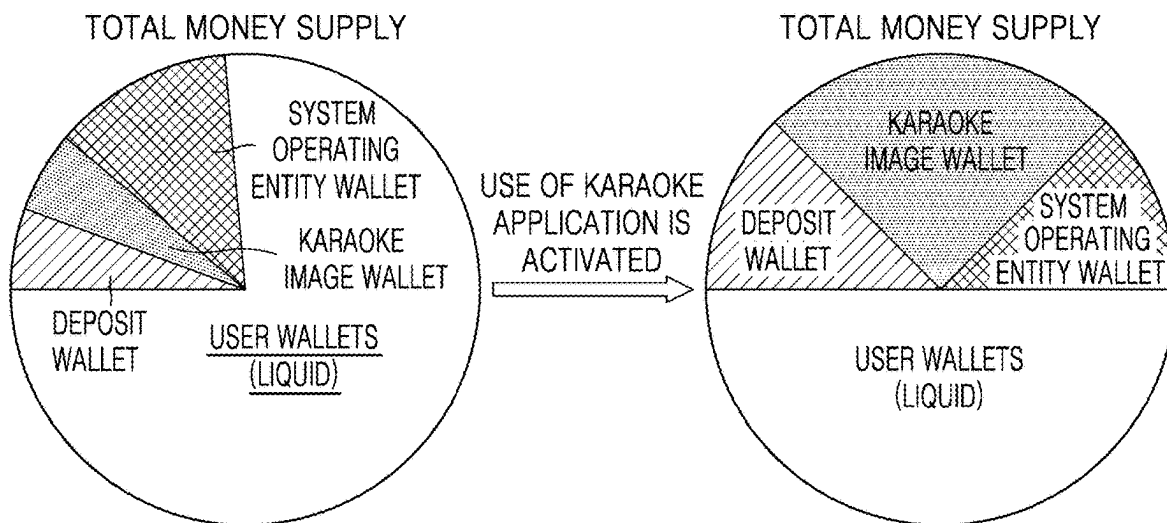 TOTAL MONEY SUPPLY
SYSTEM
OPERATING
ENTITY WALLET
KARAOKE
IMAGE WALLET
DEPOSIT
WALLET
USER WALLETS
(LIQUID)
USE OF KARAOKE
APPLICATION IS
ACTIVATED
TOTAL MONEY SUPPLY
KARAOKE
IMAGE WALLET
DEPOSIT
WALLET
SYSTEM
OPERATING
ENTITY WALLET
USER WALLETS
(LIQUID)